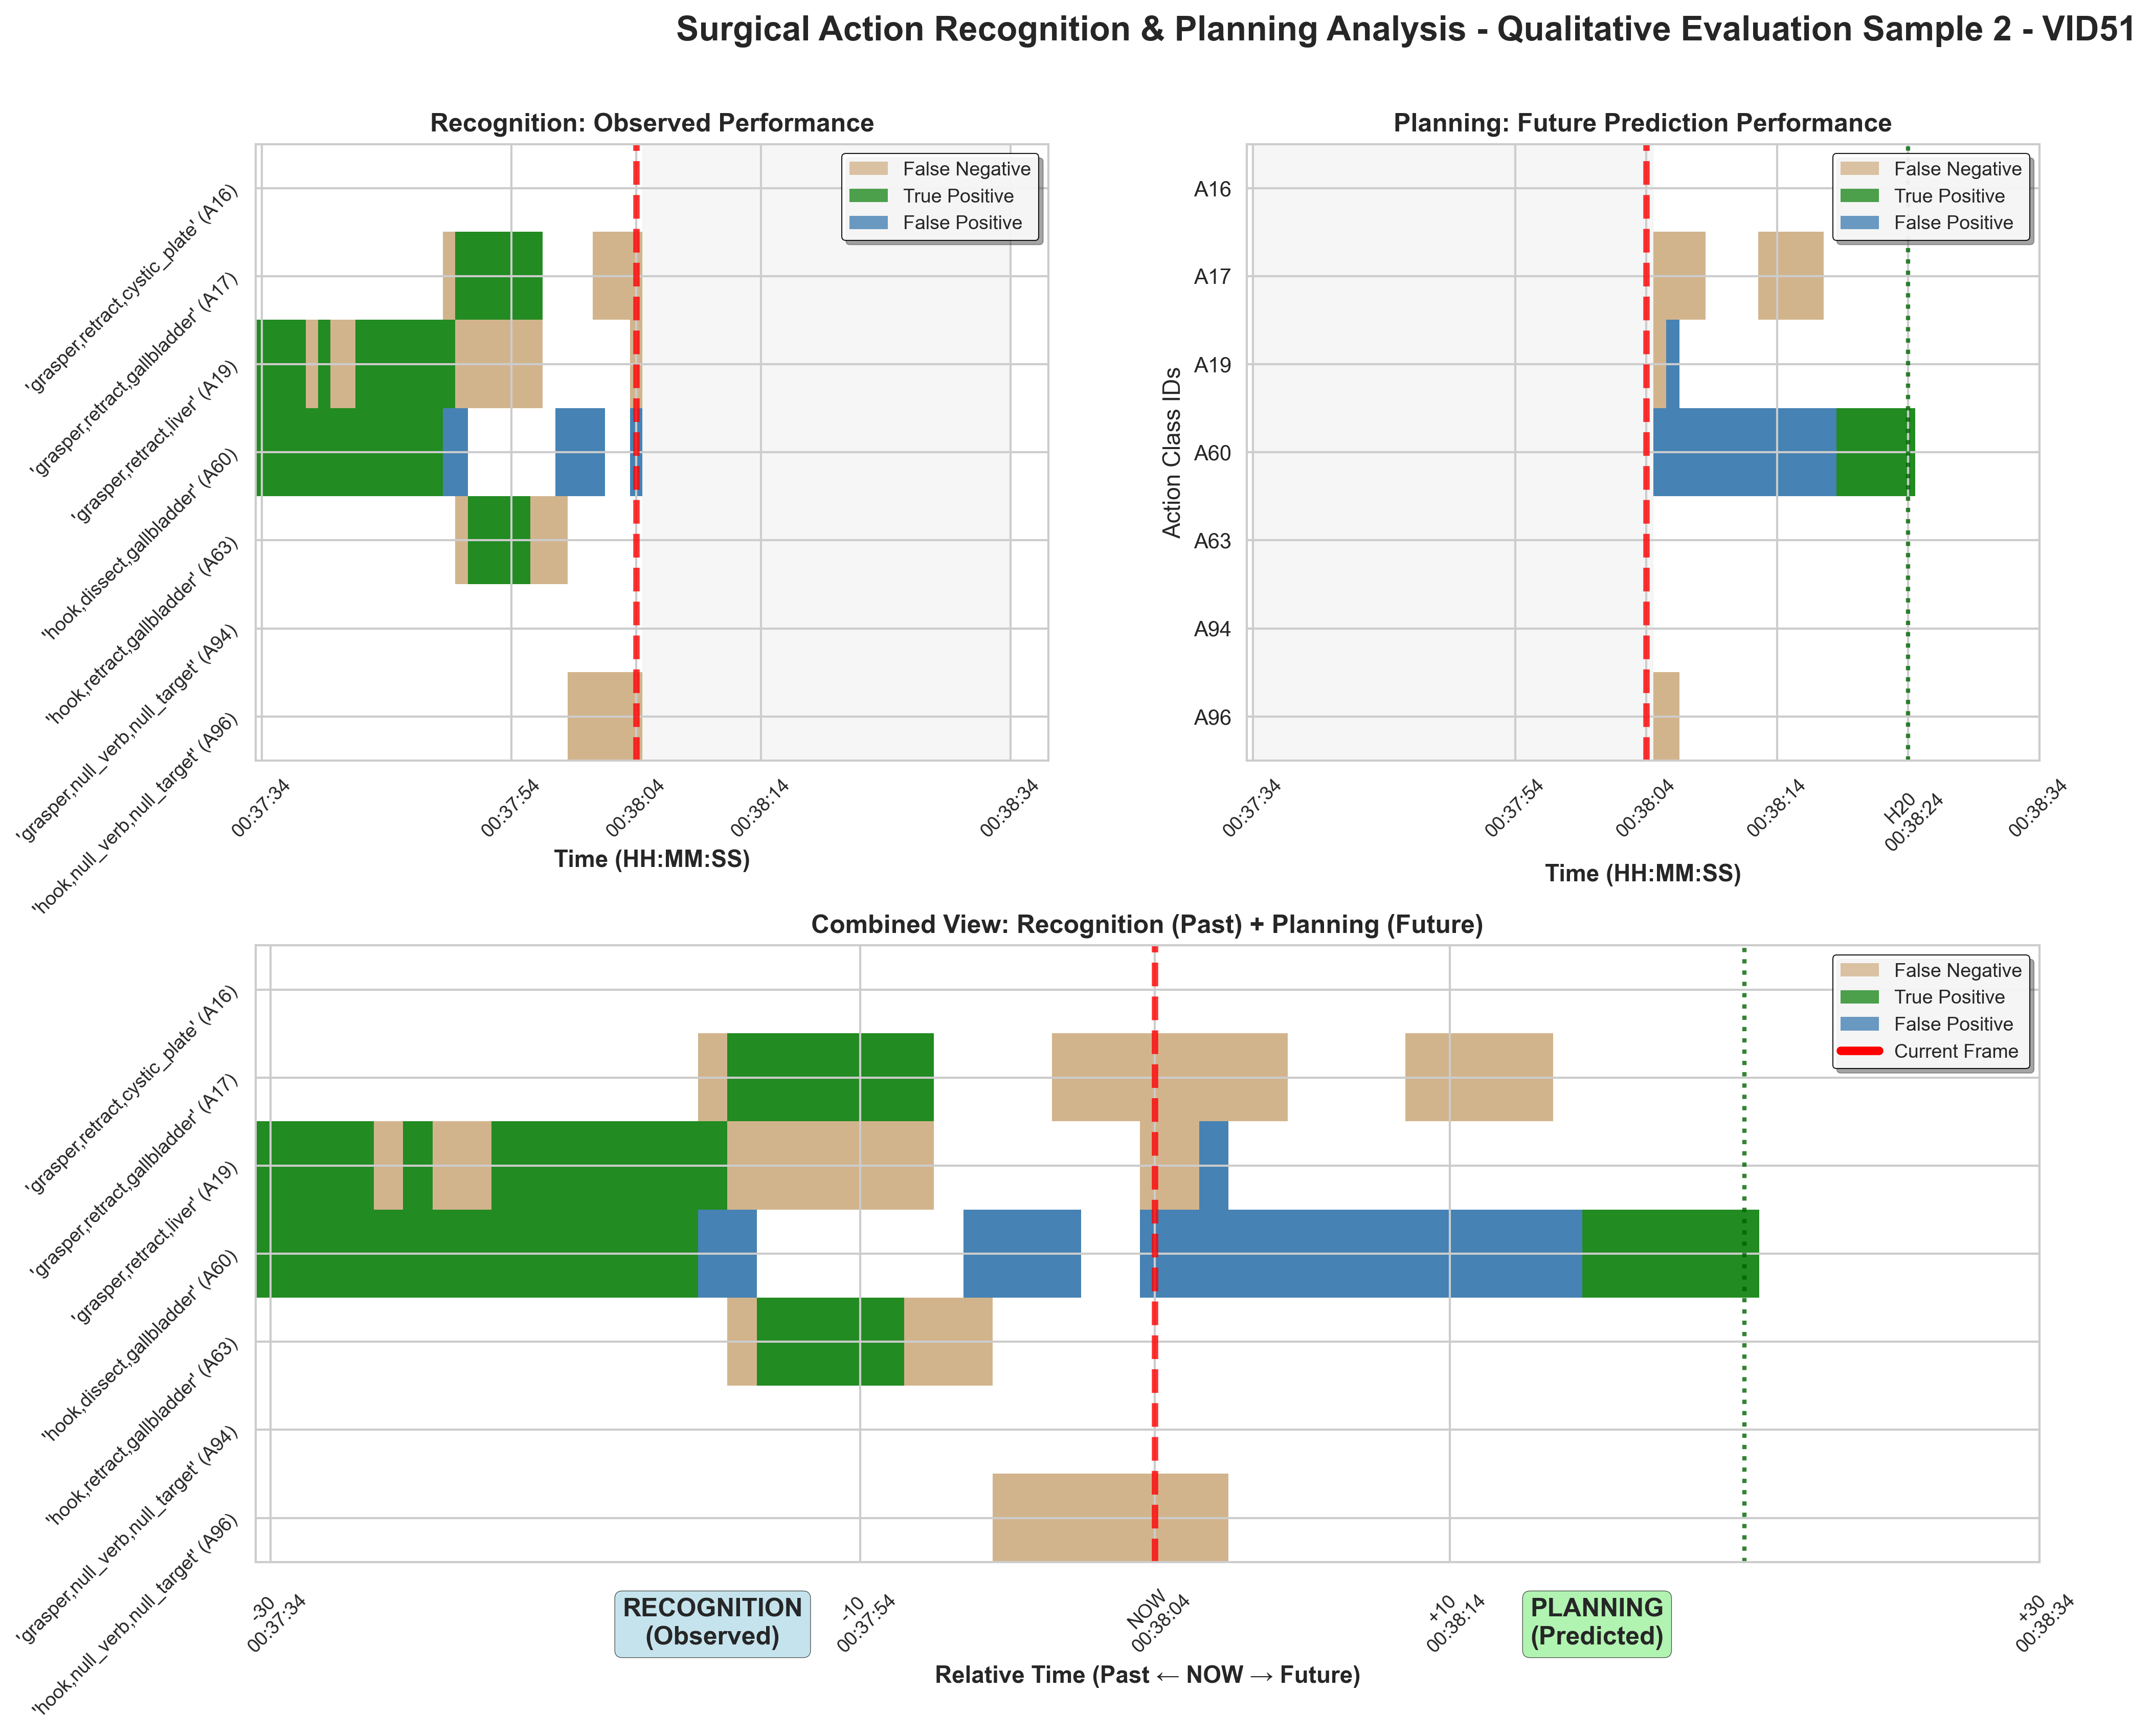 Surgical Action Recognition & Planning Analysis - Qualitative Evaluation Sample 2 - VID51
Recognition: Observed Performance
False Negative
True Positive
False Positive
'grasper,retract,cystic_plate' (A16)
'grasper,retract,gallbladder' (A17)
'grasper,retract,liver' (A19)
'hook,dissect,gallbladder' (A60)
'hook,retract,gallbladder' (A63)
'grasper,null_verb,null_target' (A94)
'hook,null_verb,null_target' (A96)
00:37:34
00:37:54
00:38:04
00:38:14
00:38:34
Time (HH:MM:SS)
Planning: Future Prediction Performance
False Negative
True Positive
False Positive
Action Class IDs
A16
A17
A19
A60
A63
A94
A96
00:37:34
00:37:54
00:38:04
00:38:14
H20
00:38:24
00:38:34
Time (HH:MM:SS)
Combined View: Recognition (Past) + Planning (Future)
False Negative
True Positive
False Positive
Current Frame
'grasper,retract,cystic_plate' (A16)
'grasper,retract,gallbladder' (A17)
'grasper,retract,liver' (A19)
'hook,dissect,gallbladder' (A60)
'hook,retract,gallbladder' (A63)
'grasper,null_verb,null_target' (A94)
'hook,null_verb,null_target' (A96)
-30
00:37:34
RECOGNITION
(Observed)
-10
00:37:54
NOW
00:38:04
+10
00:38:14
PLANNING
(Predicted)
+30
00:38:34
Relative Time (Past ← NOW → Future)